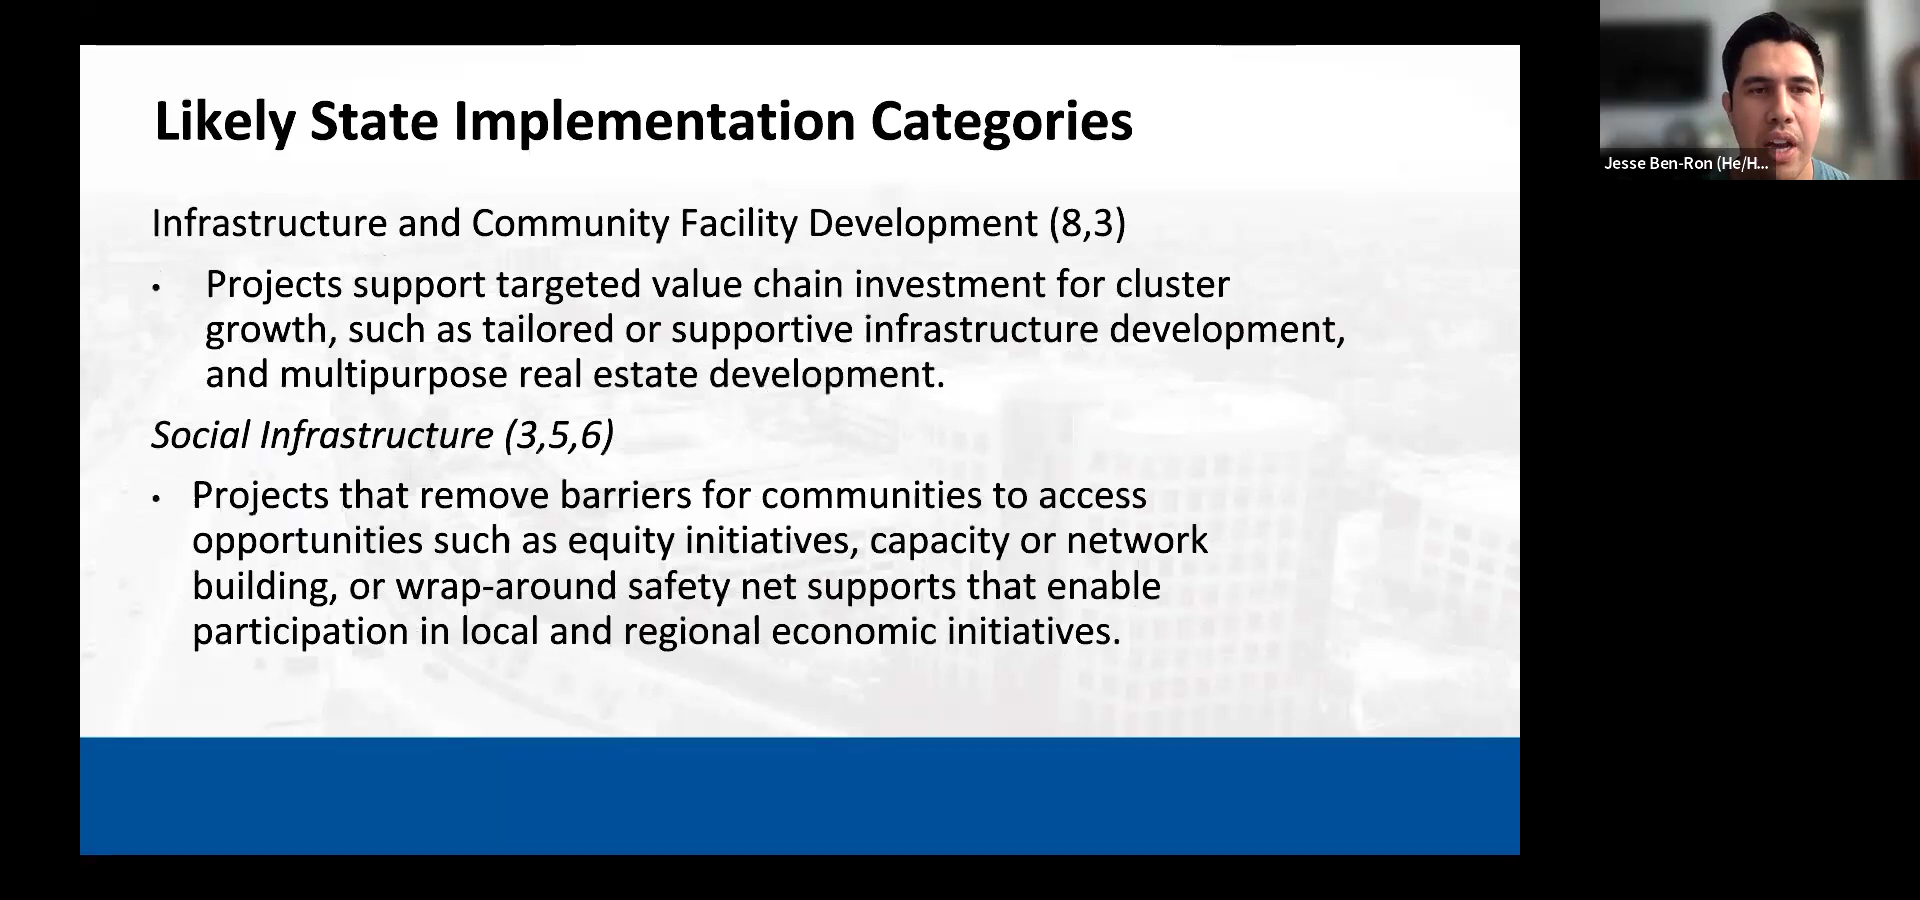 Likely State Implementation Categories
Infrastructure and Community Facility Development (8,3)
• Projects support targeted value chain investment for cluster
growth, such as tailored or supportive infrastructure development,
and multipurpose real estate development.
Social Infrastructure (3,5,6)
• Projects that remove barriers for communities to access
opportunities such as equity initiatives, capacity or network
building, or wrap-around safety net supports that enable
participation in local and regional economic initiatives.
Jesse Ben-Ron (He/H...